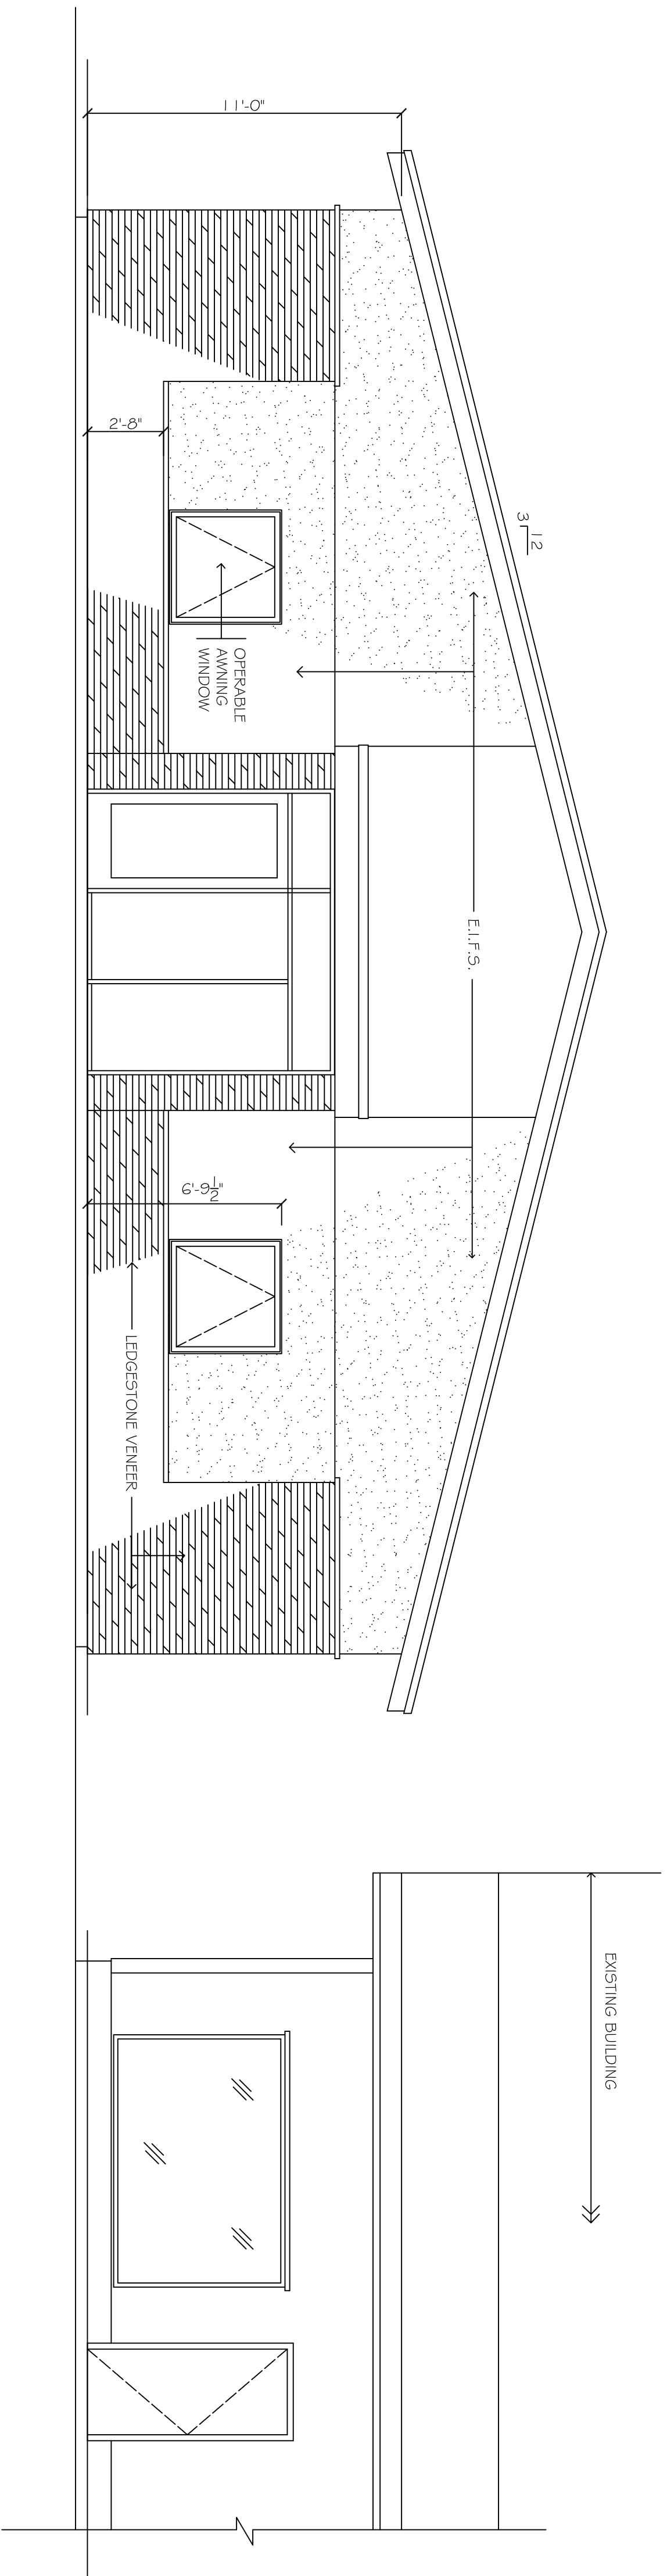 11'-0"
2'-8"
12
3
OPERABLE
AWNING
WINDOW
E.I.F.S.
6'-9½"
LEDGESTONE VENEER
EXISTING BUILDING